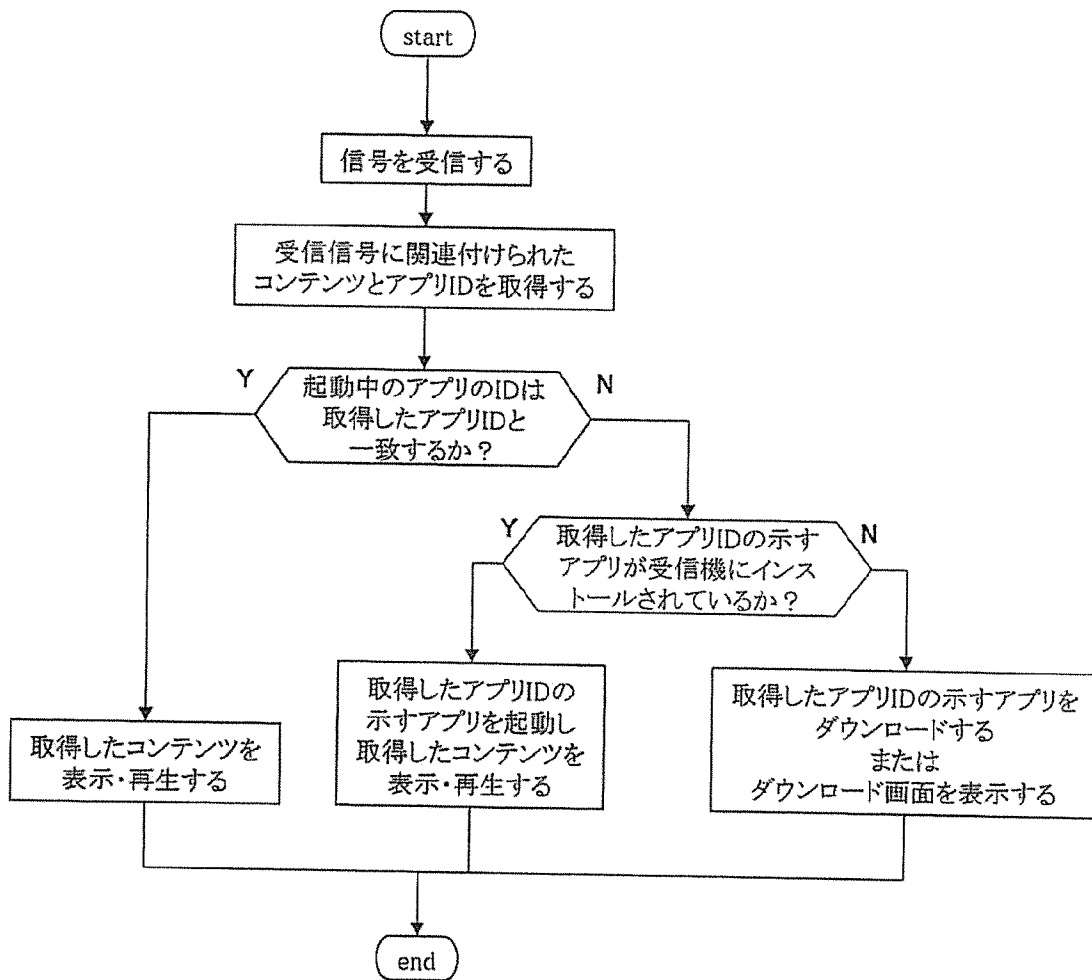 start
信号を受信する
受信信号に関連付けられた
コンテンツとアプリIDを取得する
Y
起動中のアプリのIDは
取得したアプリIDと
一致するか？
N
Y
取得したアプリIDの示す
アプリが受信機にインス
トールされているか？
N
取得したコンテンツを
表示・再生する
取得したアプリIDの
示すアプリを起動し
取得したコンテンツを
表示・再生する
取得したアプリIDの示すアプリを
ダウンロードする
または
ダウンロード画面を表示する
end